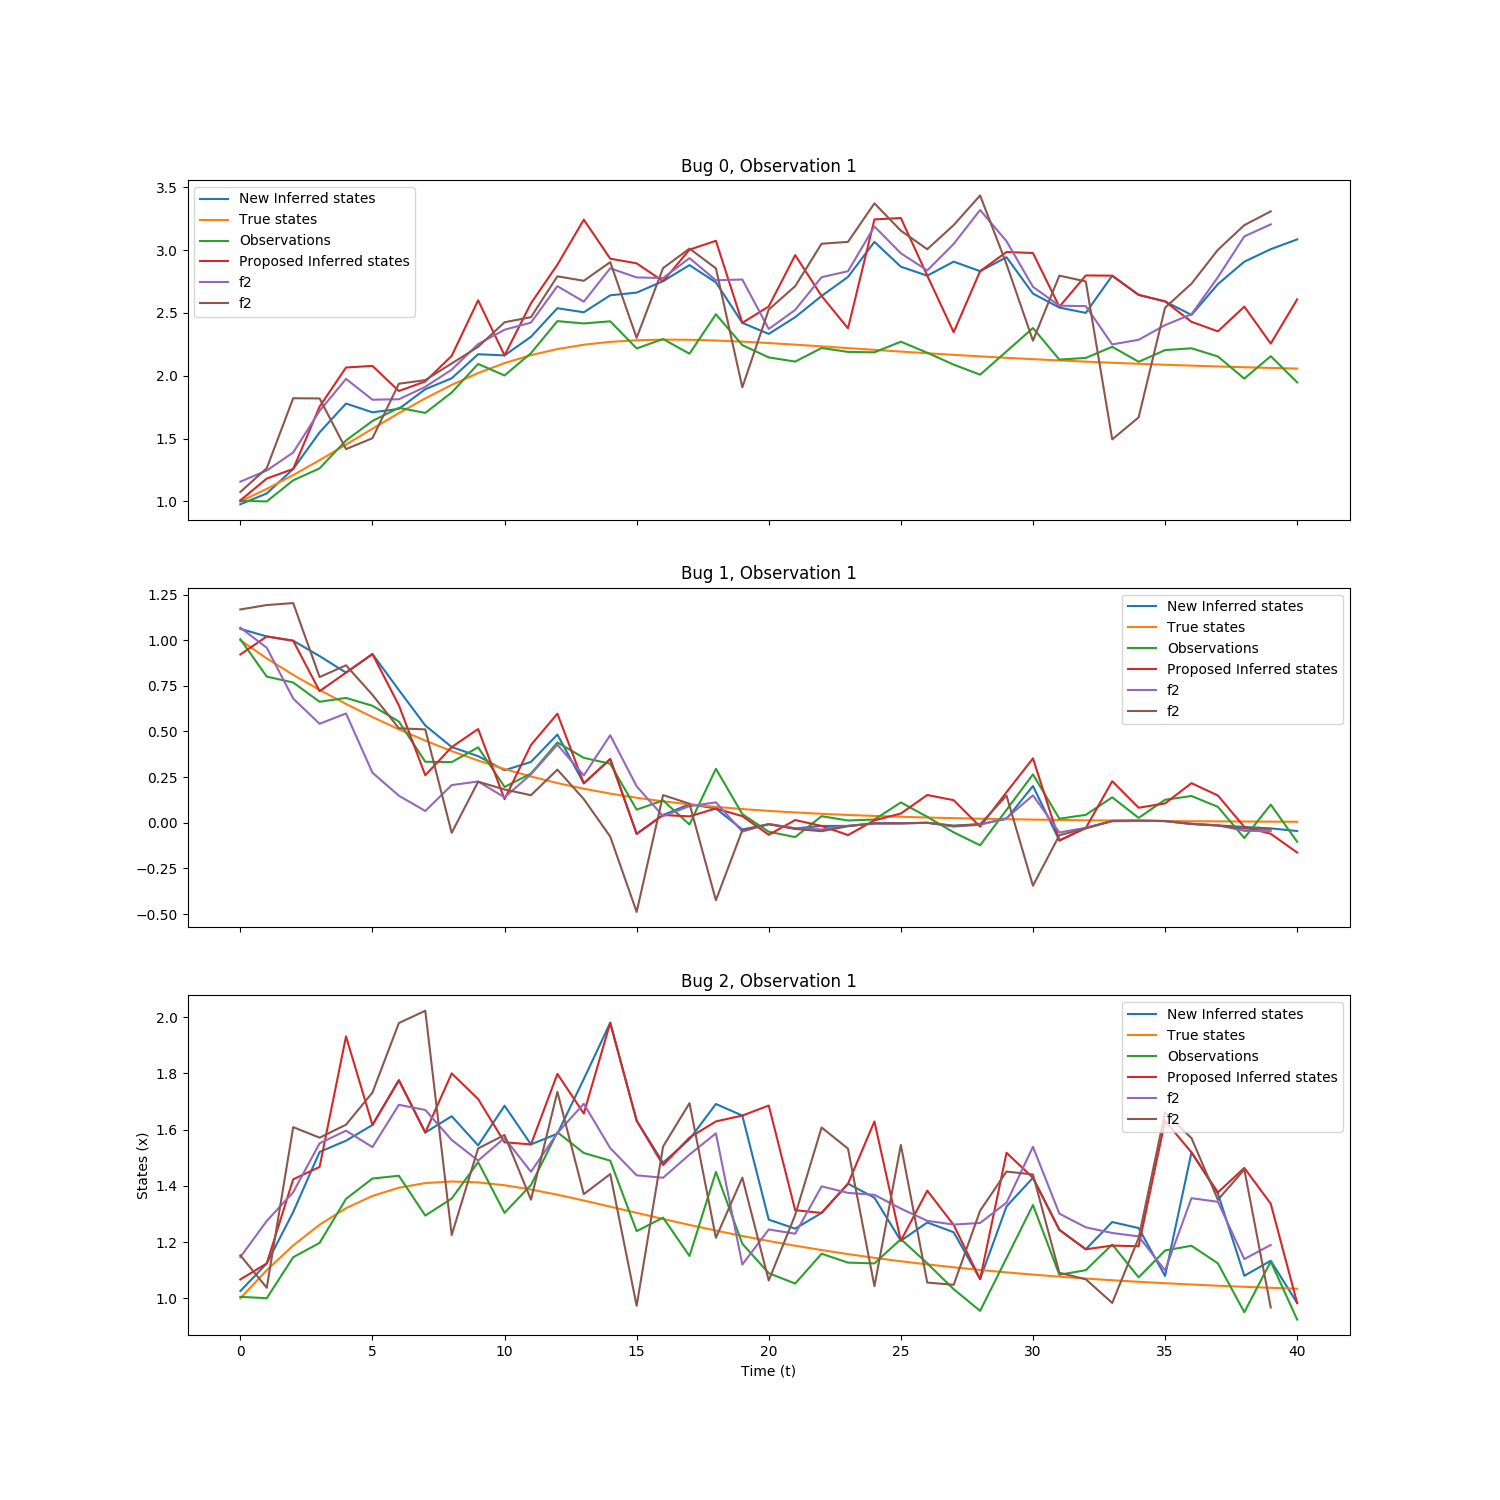 Bug 0, Observation 1
3.5
3.0
2.5
2.0
1.5
1.0
New Inferred states
True states
Observations
Proposed Inferred states
f2
f2
Bug 1, Observation 1
1.25
1.00
0.75
0.50
0.25
0.00
−0.25
−0.50
New Inferred states
True states
Observations
Proposed Inferred states
f2
f2
Bug 2, Observation 1
States (x)
2.0
1.8
1.6
1.4
1.2
1.0
New Inferred states
True states
Observations
Proposed Inferred states
f2
f2
0 5 10 15 20 25 30 35 40
Time (t)